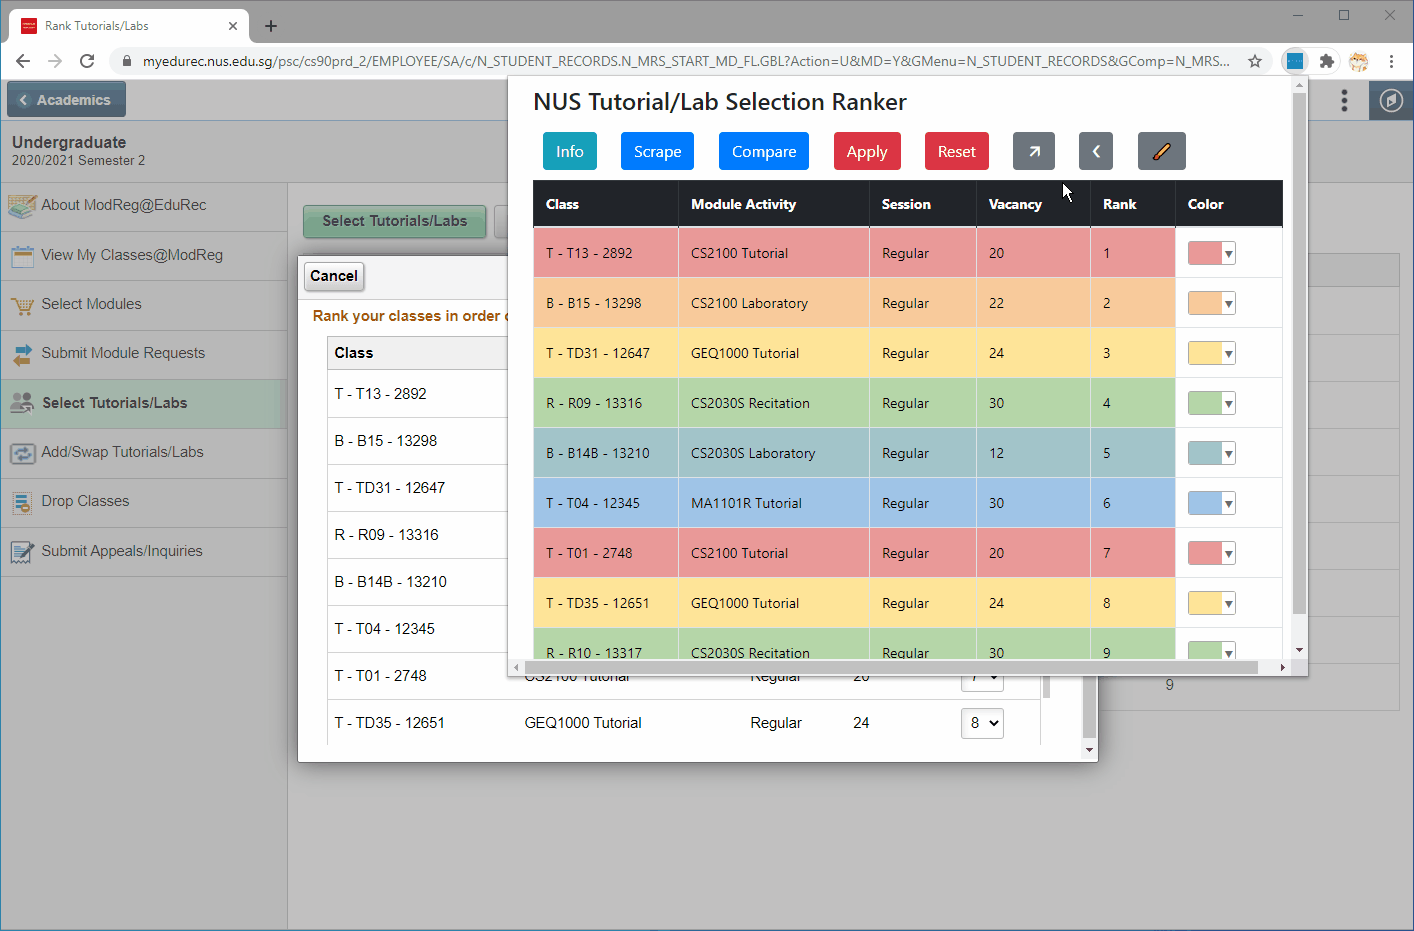 Rank Tutorials/Labs
myedurec.nus.edu.sg/psc/cs90prd_2/EMPLOYEE/SA/c/N_STUDENT_RECORDS.N_MRS_START_MD_FL.GBL?Action=U&MD=Y&GMenu=N_STUDENT_RECORDS&GComp=N_MRS...
Academics
Undergraduate
2020/2021 Semester 2
About ModReg@EduRec
View My Classes@ModReg
Select Modules
Submit Module Requests
Select Tutorials/Labs
Add/Swap Tutorials/Labs
Drop Classes
Submit Appeals/Inquiries
Select Tutorials/Labs
Cancel
Rank your classes in order
Class
T - T13 - 2892
B - B15 - 13298
T - TD31 - 12647
R - R09 - 13316
B - B14B - 13210
T - T04 - 12345
T - T01 - 2748 CS2100 Tutorial Regular 20 7
T - TD35 - 12651 GEQ1000 Tutorial Regular 24 8
9
NUS Tutorial/Lab Selection Ranker
Info Scrape Compare Apply Reset
Class Module Activity Session Vacancy Rank Color
T - T13 - 2892 CS2100 Tutorial Regular 20 1
B - B15 - 13298 CS2100 Laboratory Regular 22 2
T - TD31 - 12647 GEQ1000 Tutorial Regular 24 3
R - R09 - 13316 CS2030S Recitation Regular 30 4
B - B14B - 13210 CS2030S Laboratory Regular 12 5
T - T04 - 12345 MA1101R Tutorial Regular 30 6
T - T01 - 2748 CS2100 Tutorial Regular 20 7
T - TD35 - 12651 GEQ1000 Tutorial Regular 24 8
R - R10 - 13317 CS2030S Recitation Regular 30 9